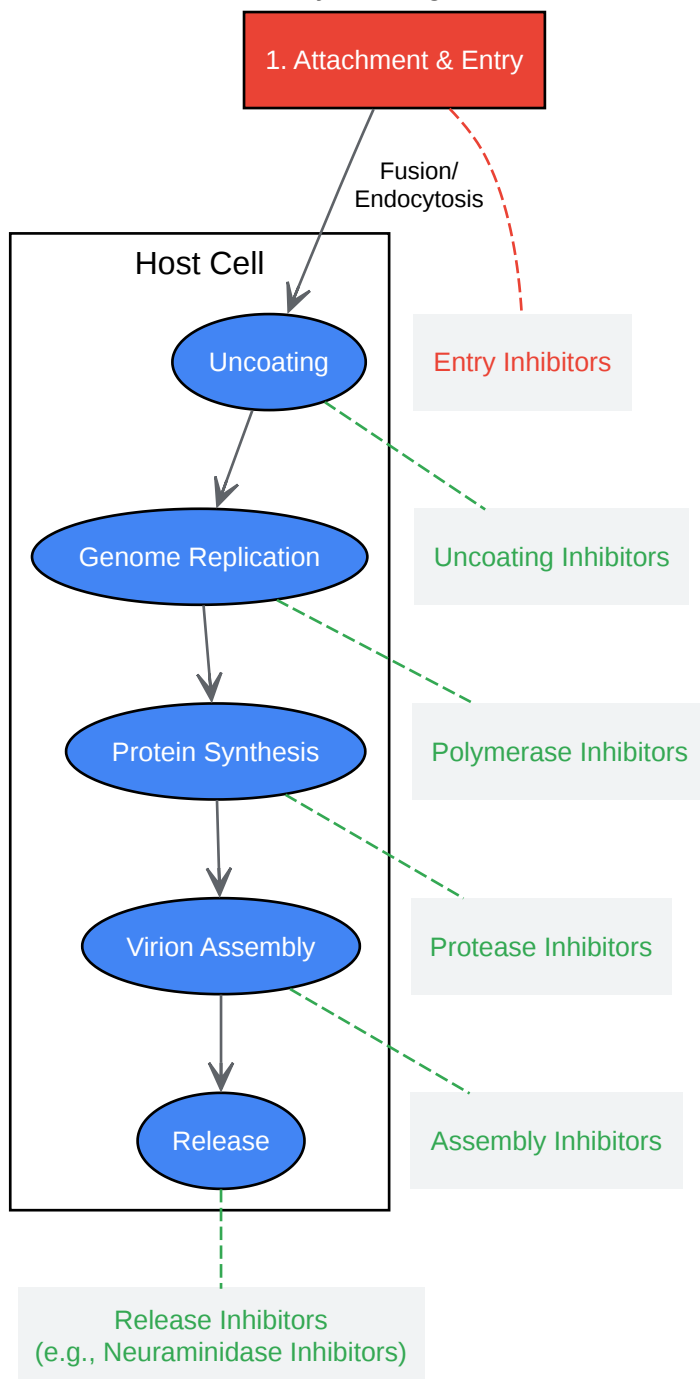 1. Attachment & Entry
Fusion/
Endocytosis
Host Cell
Uncoating
Entry Inhibitors
Genome Replication
Uncoating Inhibitors
Protein Synthesis
Polymerase Inhibitors
Virion Assembly
Protease Inhibitors
Release
Assembly Inhibitors
Release Inhibitors
(e.g., Neuraminidase Inhibitors)